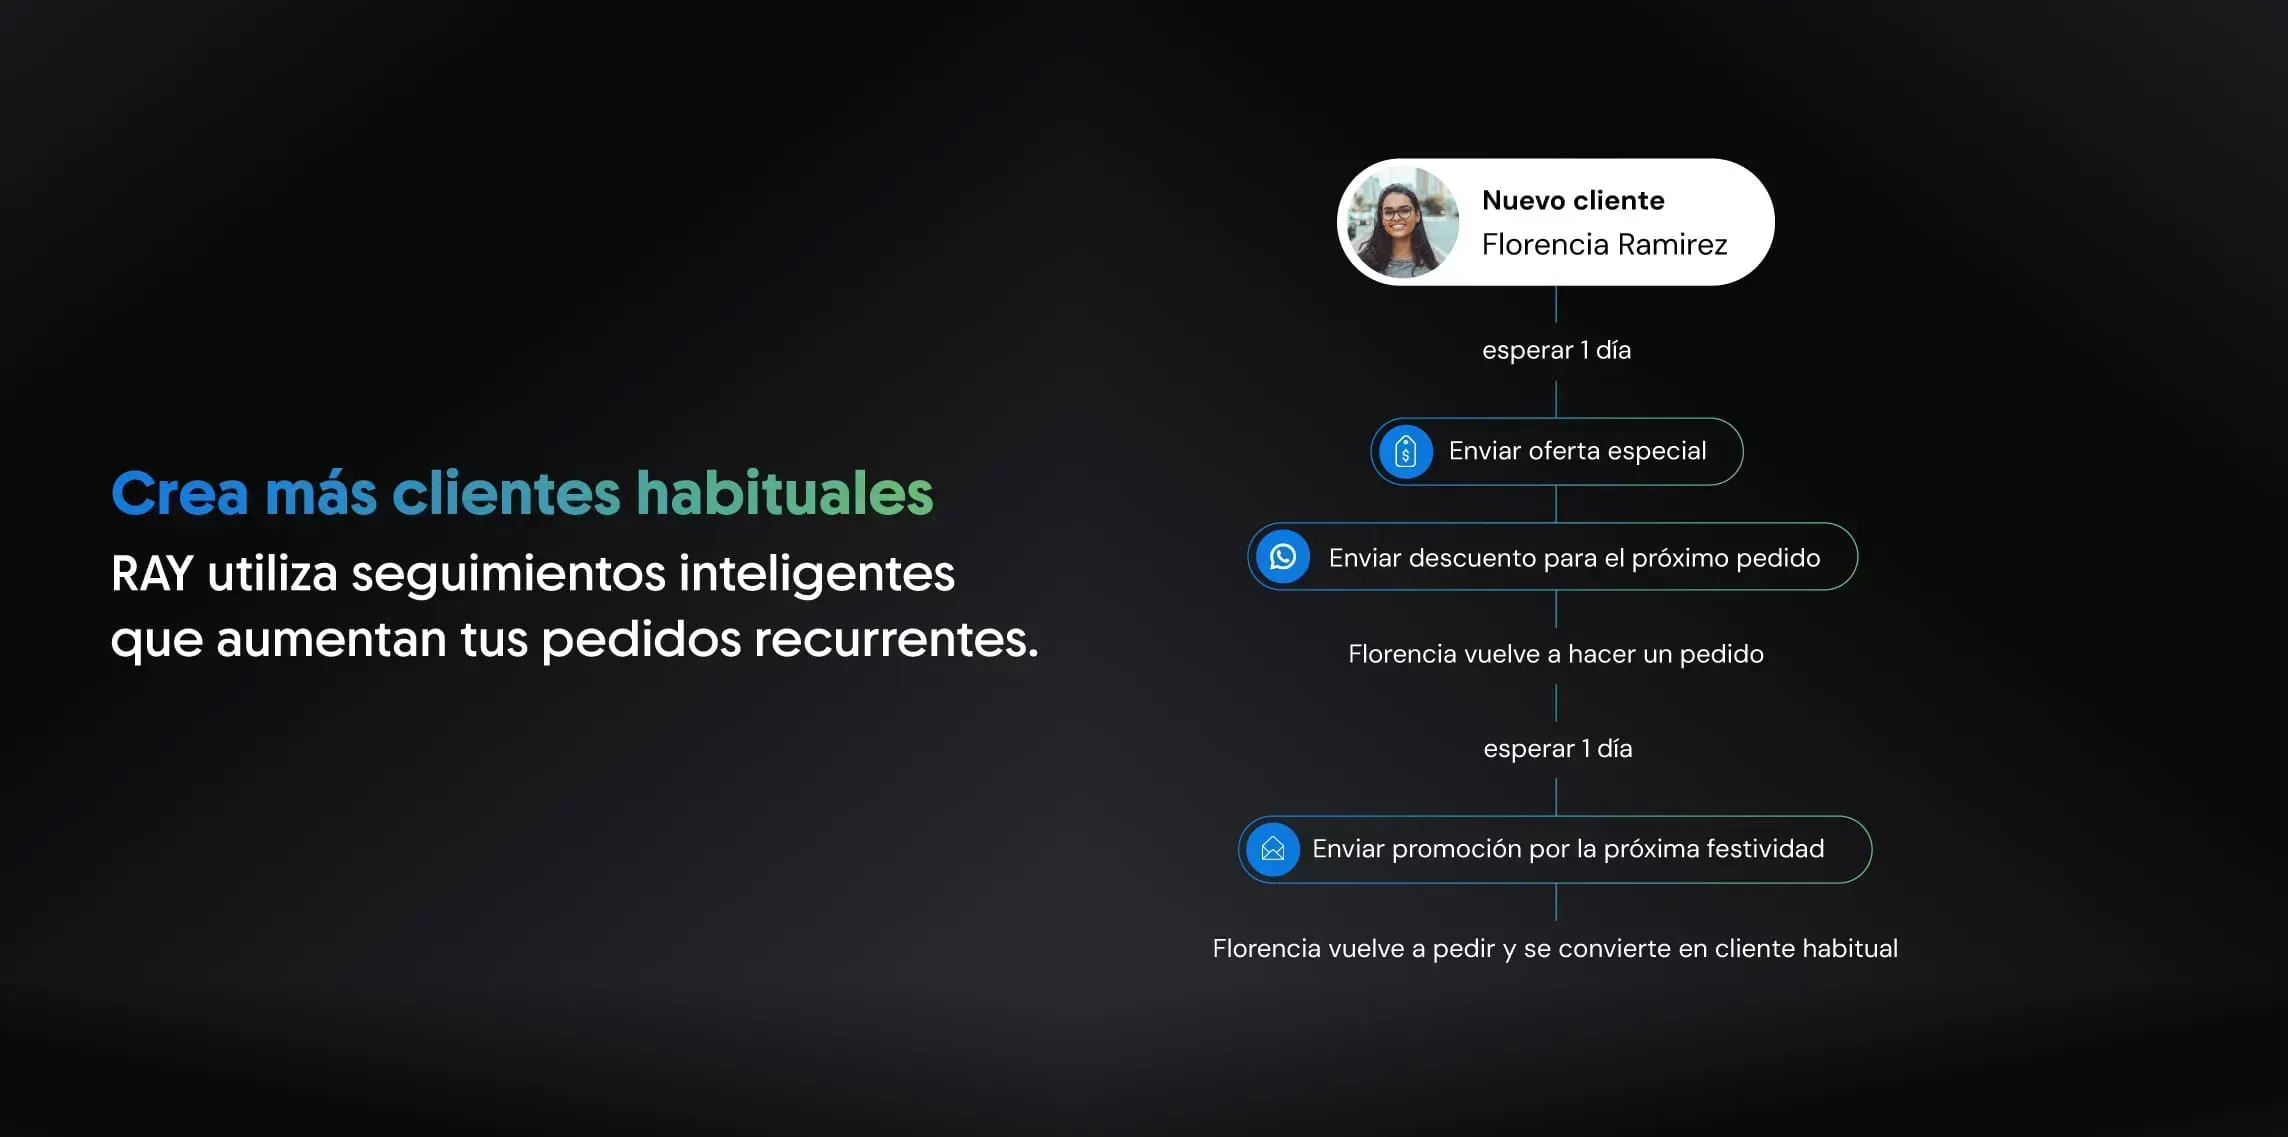 Crea más clientes habituales
RAY utiliza seguimientos inteligentes
que aumentan tus pedidos recurrentes.
Nuevo cliente
Florencia Ramirez
esperar 1 día
Enviar oferta especial
Enviar descuento para el próximo pedido
Florencia vuelve a hacer un pedido
esperar 1 día
Enviar promoción por la próxima festividad
Florencia vuelve a pedir y se convierte en cliente habitual